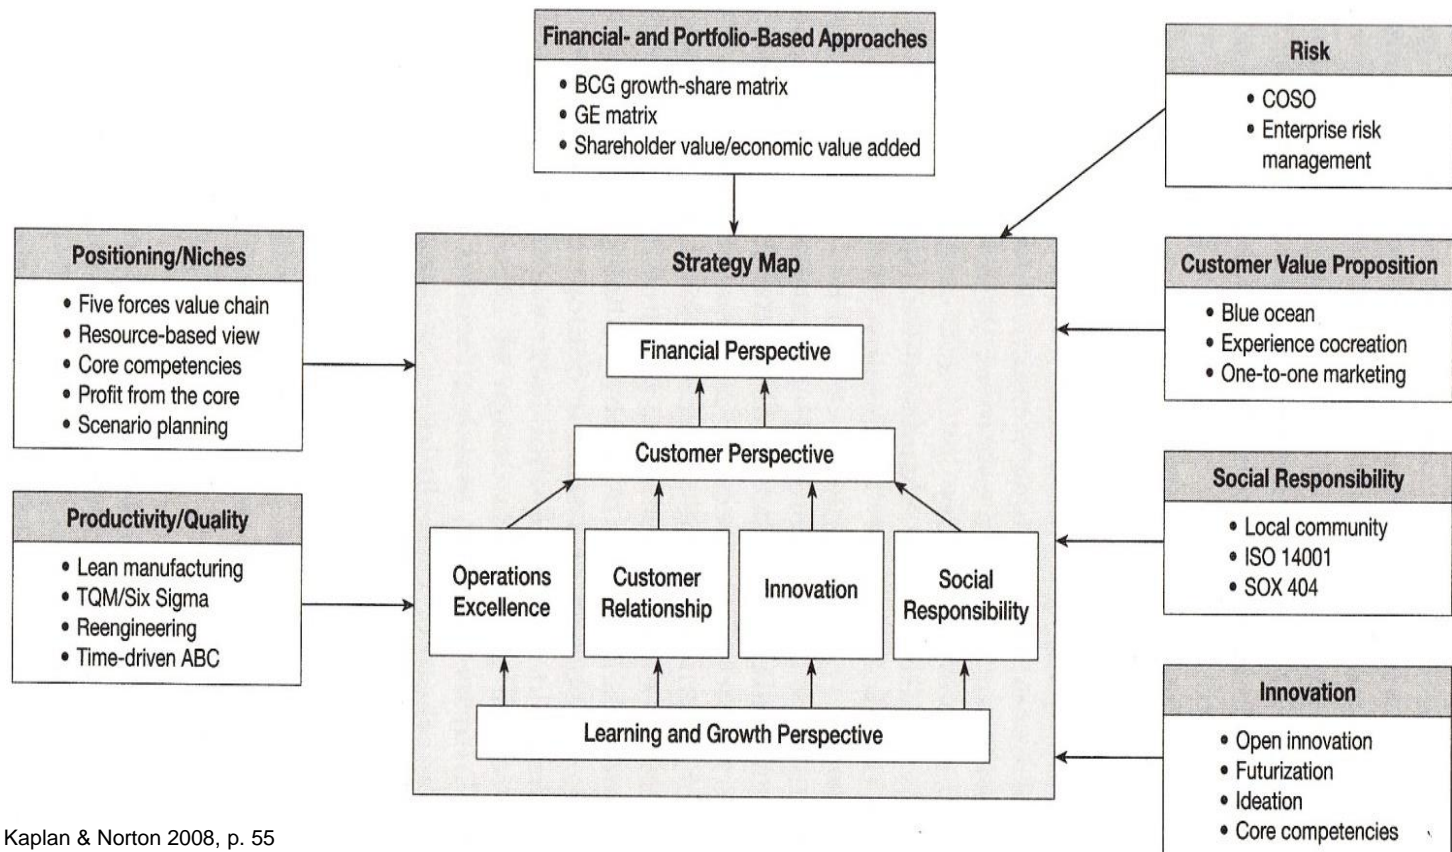 Financial- and Portfolio-Based Approaches
• BCG growth-share matrix
• GE matrix
• Shareholder value/economic value added
Risk
• COSO
• Enterprise risk
management
Positioning/Niches
• Five forces value chain
• Resource-based view
• Core competencies
• Profit from the core
• Scenario planning
Productivity/Quality
• Lean manufacturing
• TQM/Six Sigma
• Reengineering
• Time-driven ABC
Strategy Map
Financial Perspective
Customer Perspective
Operations
Excellence
Customer
Relationship
Innovation
Social
Responsibility
Learning and Growth Perspective
Customer Value Proposition
• Blue ocean
• Experience cocreation
• One-to-one marketing
Social Responsibility
• Local community
• ISO 14001
• SOX 404
Innovation
• Open innovation
• Futurization
• Ideation
• Core competencies
Kaplan & Norton 2008, p. 55